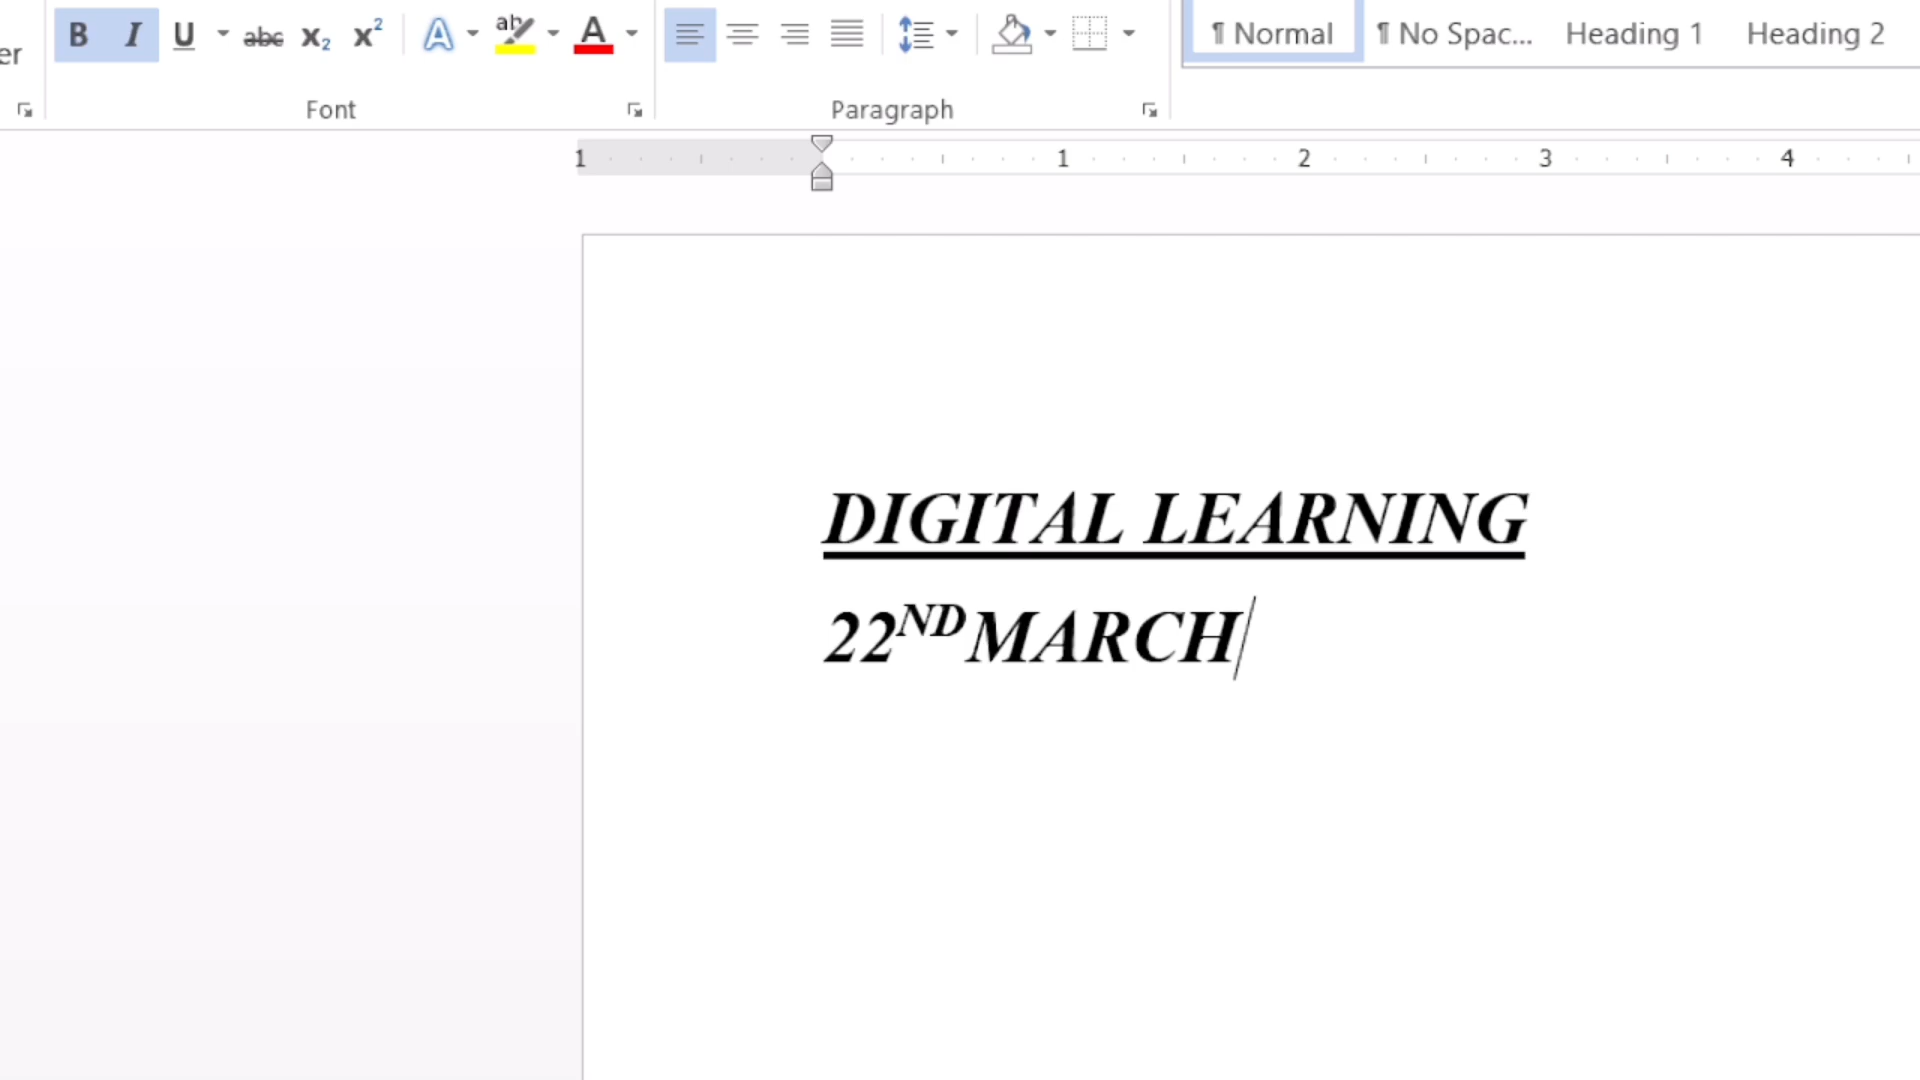 er B I U abc X₂ X² A ab A ¶ Normal ¶ No Spac... Heading 1 Heading 2
Font Paragraph
1 1 2 3 4
DIGITAL LEARNING
22ᴺᴰ MARCH